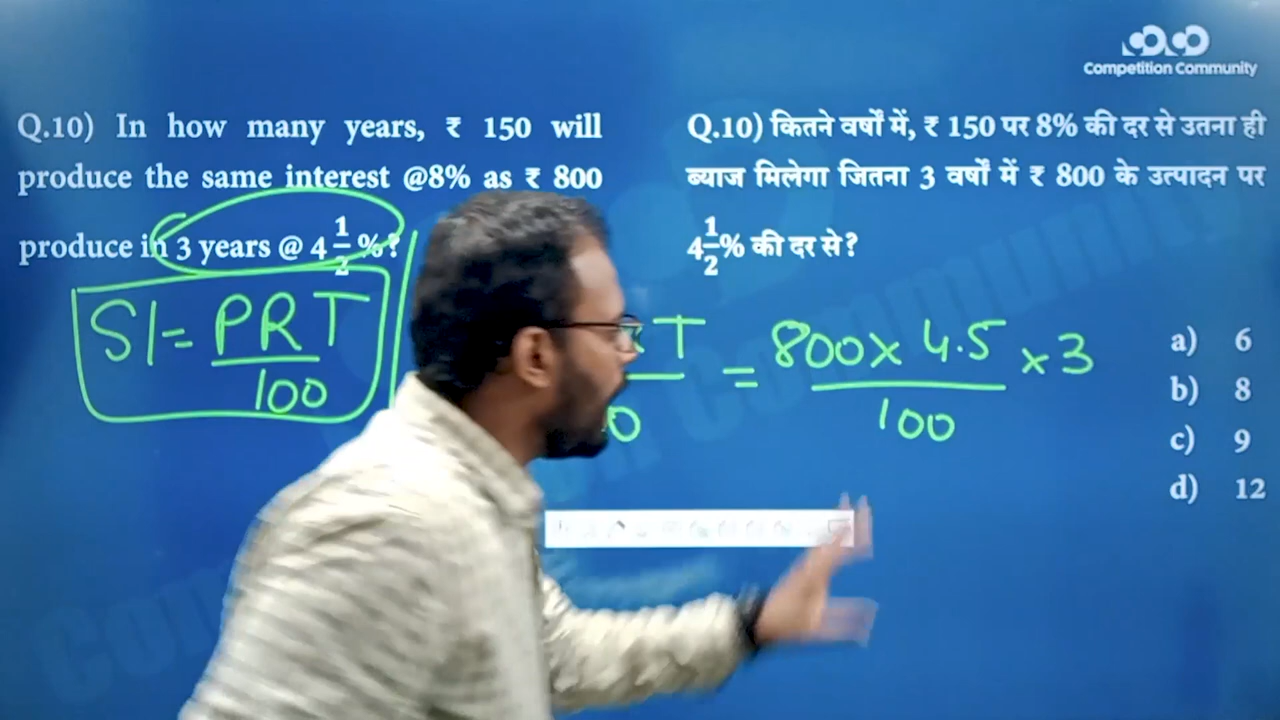 Competition Community
Q.10) In how many years, ₹ 150 will
produce the same interest @8% as ₹ 800
produce in 3 years @ 4 1/2 %?
Q.10) कितने वर्षों में, ₹ 150 पर 8% की दर से उतना ही
ब्याज मिलेगा जितना 3 वर्षों में ₹ 800 के उत्पादन पर
4 1/2% की दर से?
SI = PRT/100
T = 800 x 4.5/100 x 3
a) 6
b) 8
c) 9
d) 12